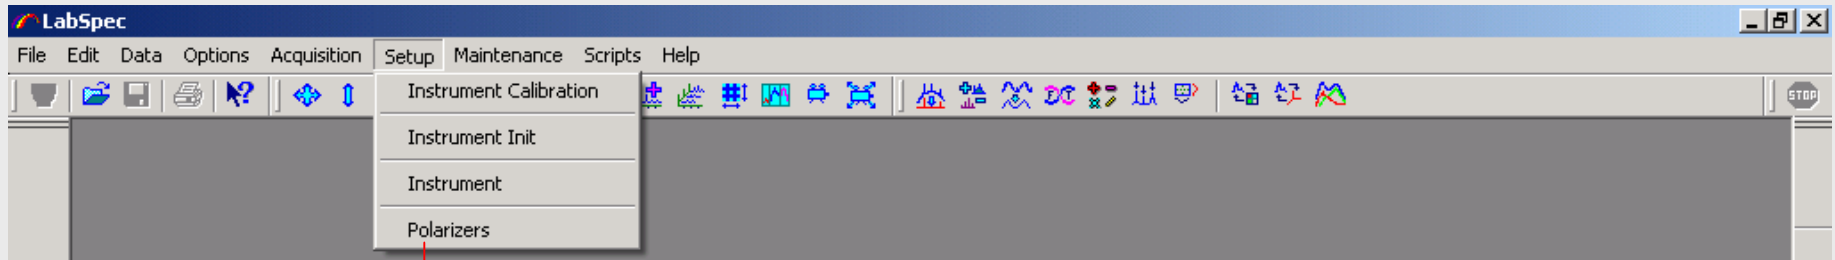 LabSpec
File Edit Data Options Acquisition Setup Maintenance Scripts Help
STOP
Instrument Calibration
Instrument Init
Instrument
Polarizers